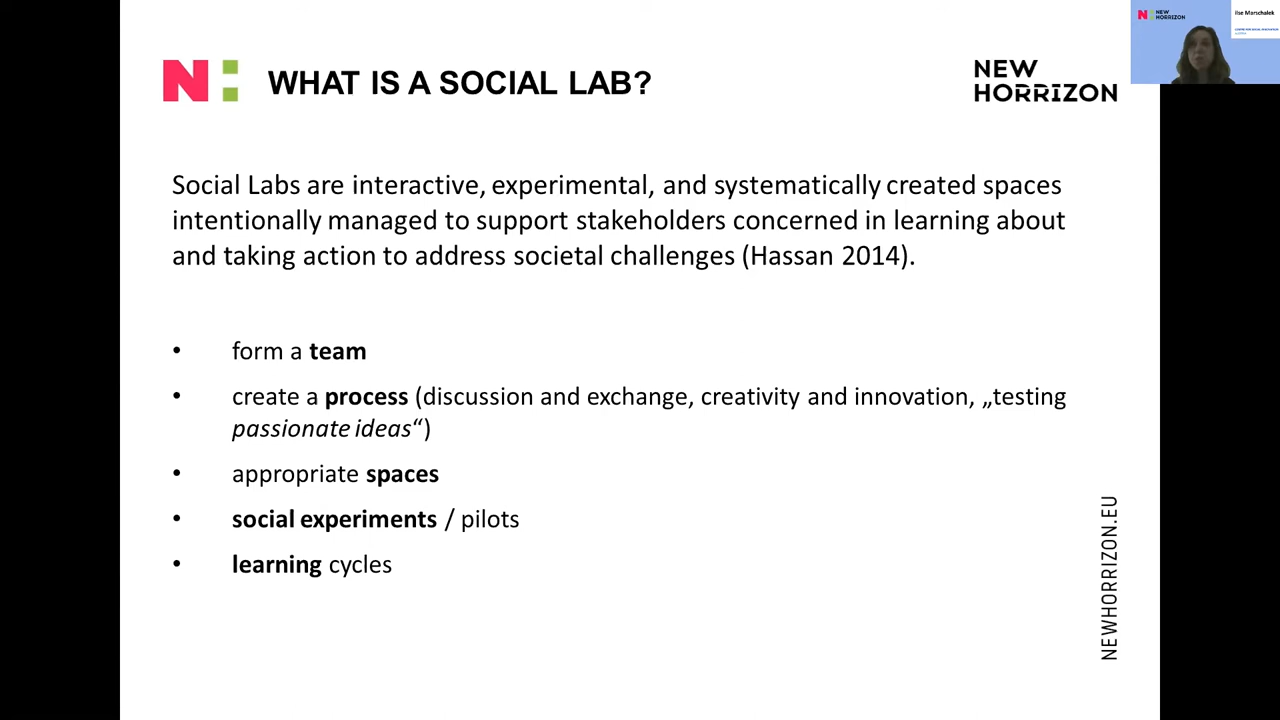 N:
WHAT IS A SOCIAL LAB?
NEW
HORRIZON
NEW
HORRIZON
Ilse Marschalek
Social Labs are interactive, experimental, and systematically created spaces
intentionally managed to support stakeholders concerned in learning about
and taking action to address societal challenges (Hassan 2014).
• form a team
• create a process (discussion and exchange, creativity and innovation, „testing
passionate ideas“)
• appropriate spaces
• social experiments / pilots
• learning cycles
NEWHORRIZON.EU